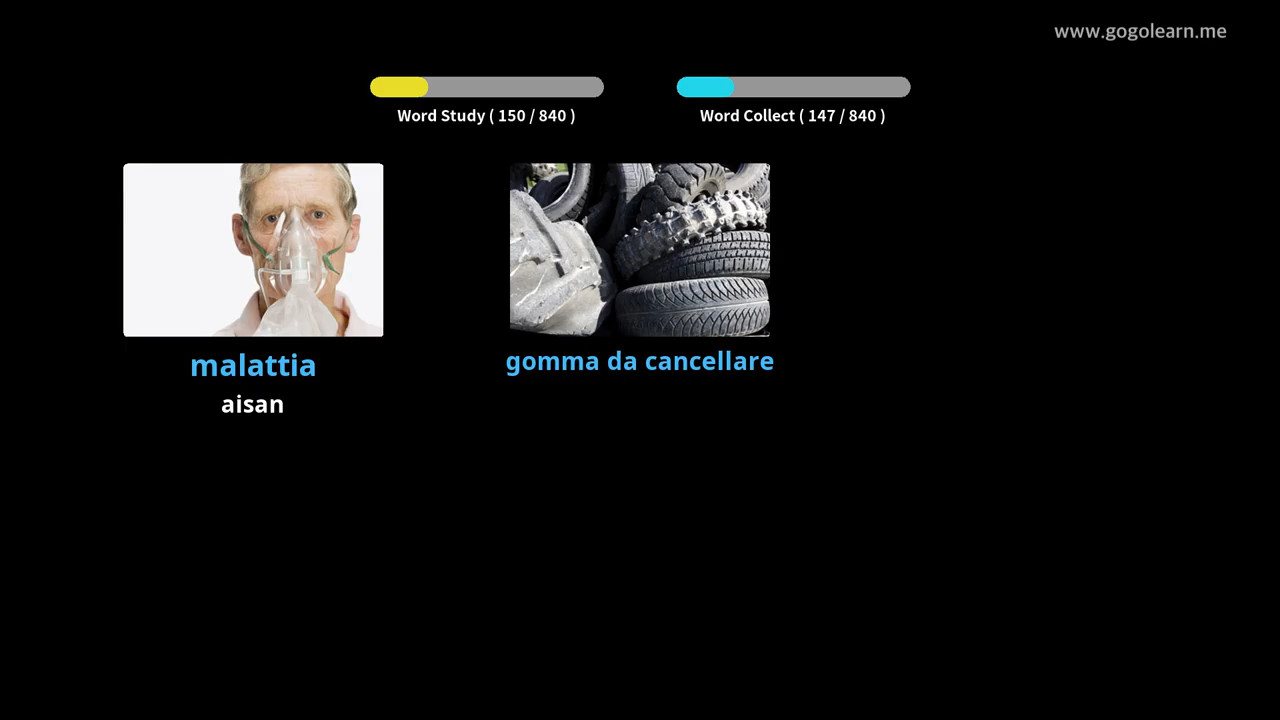 www.gogolearn.me
Word Study ( 150 / 840 )
Word Collect ( 147 / 840 )
malattia
aisan
gomma da cancellare